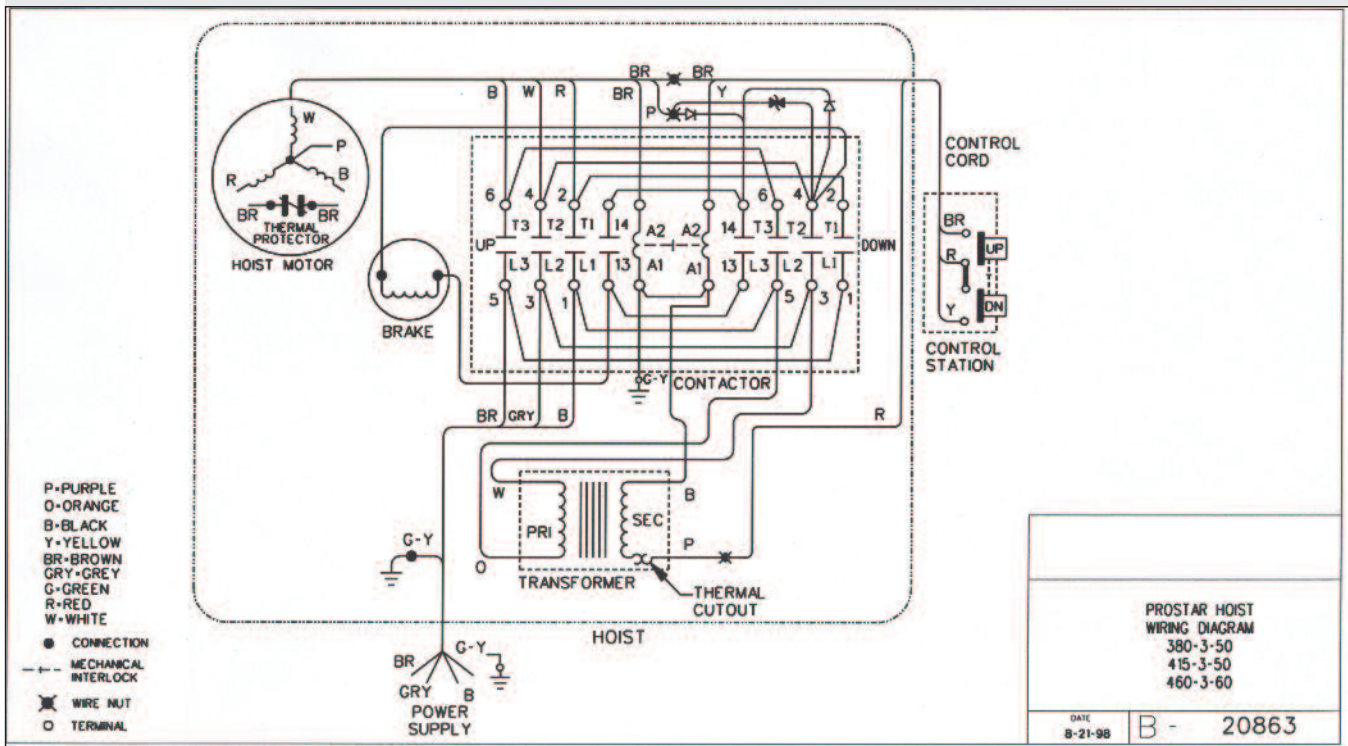 BR BR
B W R BR P Y
W
P
R B
BR BR
THERMAL
PROTECTOR
HOIST MOTOR
BRAKE
6 4 2 6 4 2
T3 T2 T1 14 A2 A2 14 T3 T2 T1
UP DOWN
L3 L2 L1 13 A1 A1 13 L3 L2 L1
5 3 1 5 3 1
G-Y CONTACTOR
CONTROL
CORD
BR
R
Y
UP
DN
CONTROL
STATION
BR GRY B
R
W B
PRI SEC
P
O
TRANSFORMER
THERMAL
CUTOUT
HOIST
G-Y
G-Y
BR
GRY B
POWER
SUPPLY
P=PURPLE
O=ORANGE
B=BLACK
Y=YELLOW
BR=BROWN
GRY=GREY
G=GREEN
R=RED
W=WHITE
CONNECTION
MECHANICAL
INTERLOCK
WIRE NUT
TERMINAL
PROSTAR HOIST
WIRING DIAGRAM
380-3-50
415-3-50
460-3-60
DATE
8-21-98
B - 20863